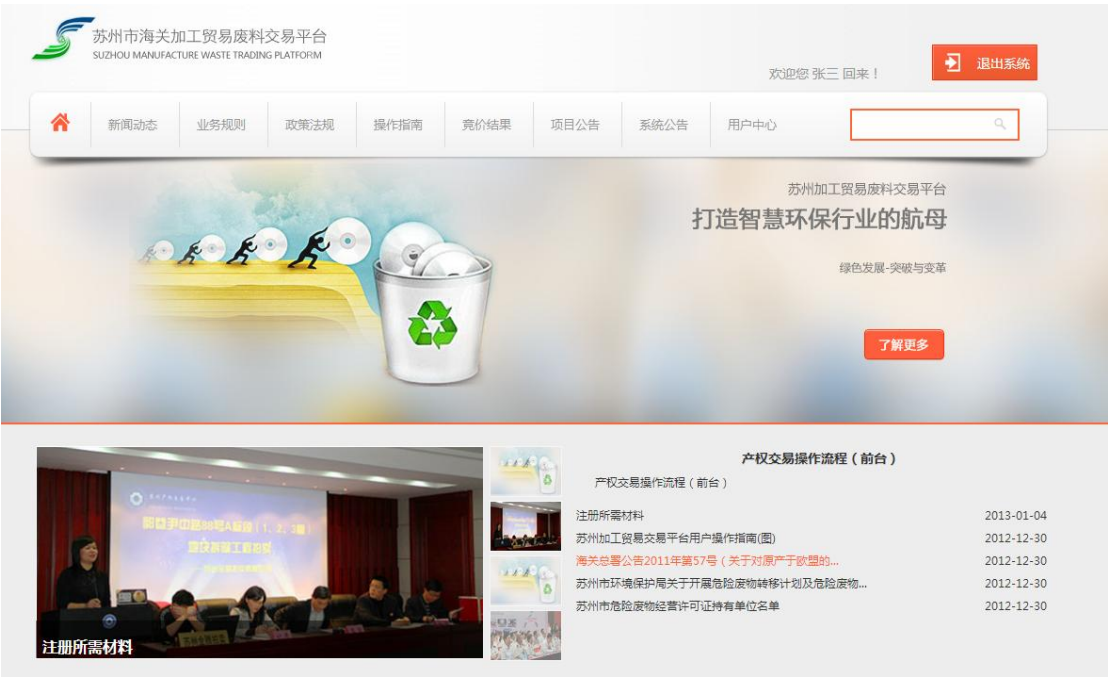 苏州市海关加工贸易废料交易平台
SUZHOU MANUFACTURE WASTE TRADING PLATFORM
欢迎您 张三 回来！
退出系统
新闻动态 业务规则 政策法规 操作指南 竞价结果 项目公告 系统公告 用户中心
苏州加工贸易废料交易平台
打造智慧环保行业的航母
绿色发展-突破与变革
了解更多
产权交易操作流程（前台）
产权交易操作流程（前台）
注册所需材料 2013-01-04
苏州加工贸易交易平台用户操作指南(图) 2012-12-30
海关总署公告2011年第57号（关于对原产于欧盟的... 2012-12-30
苏州市环境保护局关于开展危险废物转移计划及危险废物... 2012-12-30
苏州市危险废物经营许可证持有单位名单 2012-12-30
注册所需材料